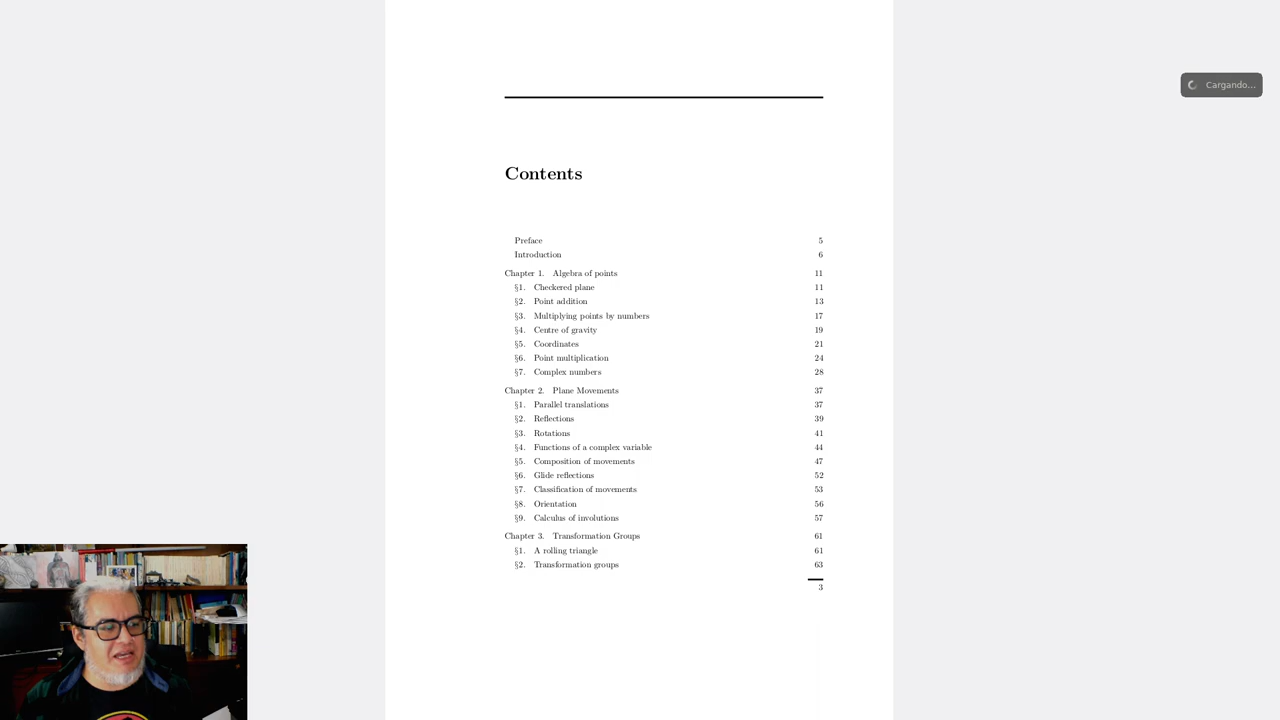 Cargando...
Contents
Preface 5
Introduction 6
Chapter 1. Algebra of points 11
§1. Checkered plane 11
§2. Point addition 13
§3. Multiplying points by numbers 17
§4. Centre of gravity 19
§5. Coordinates 21
§6. Point multiplication 24
§7. Complex numbers 28
Chapter 2. Plane Movements 37
§1. Parallel translations 37
§2. Reflections 39
§3. Rotations 41
§4. Functions of a complex variable 44
§5. Composition of movements 47
§6. Glide reflections 52
§7. Classification of movements 53
§8. Orientation 56
§9. Calculus of involutions 57
Chapter 3. Transformation Groups 61
§1. A rolling triangle 61
§2. Transformation groups 63
3